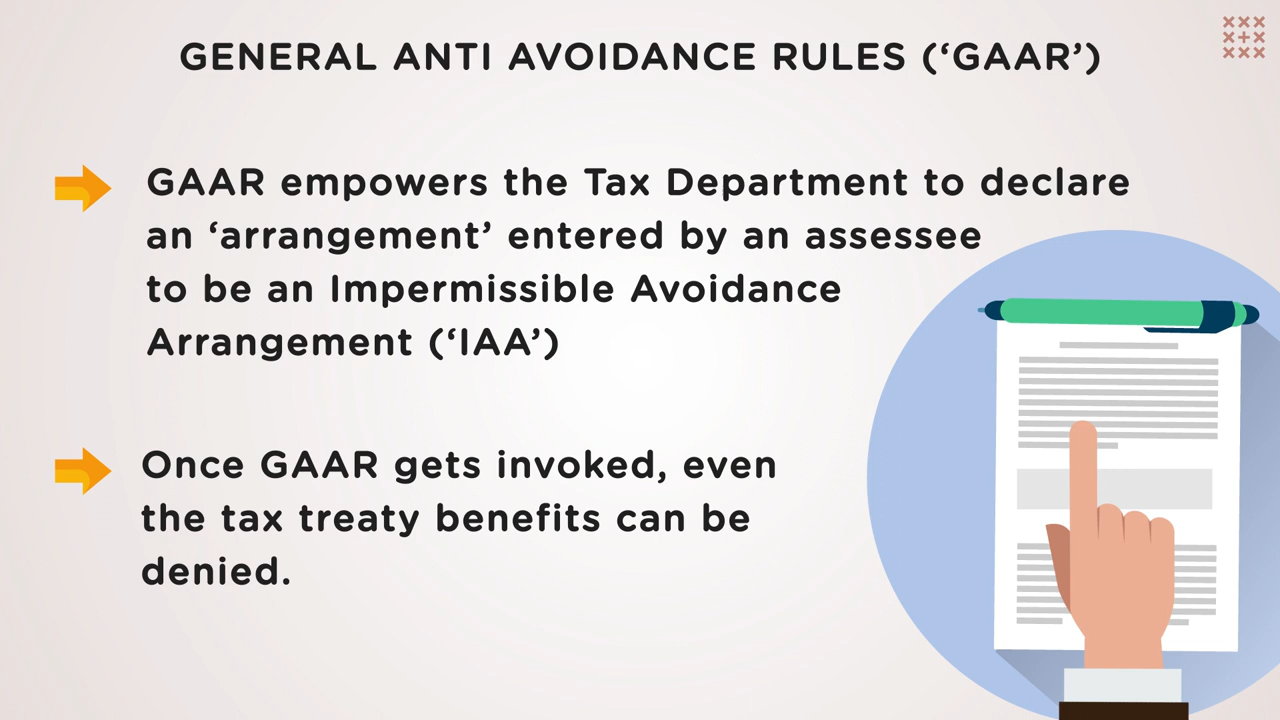 GENERAL ANTI AVOIDANCE RULES (‘GAAR’)
GAAR empowers the Tax Department to declare
an ‘arrangement’ entered by an assessee
to be an Impermissible Avoidance
Arrangement (‘IAA’)
Once GAAR gets invoked, even
the tax treaty benefits can be
denied.